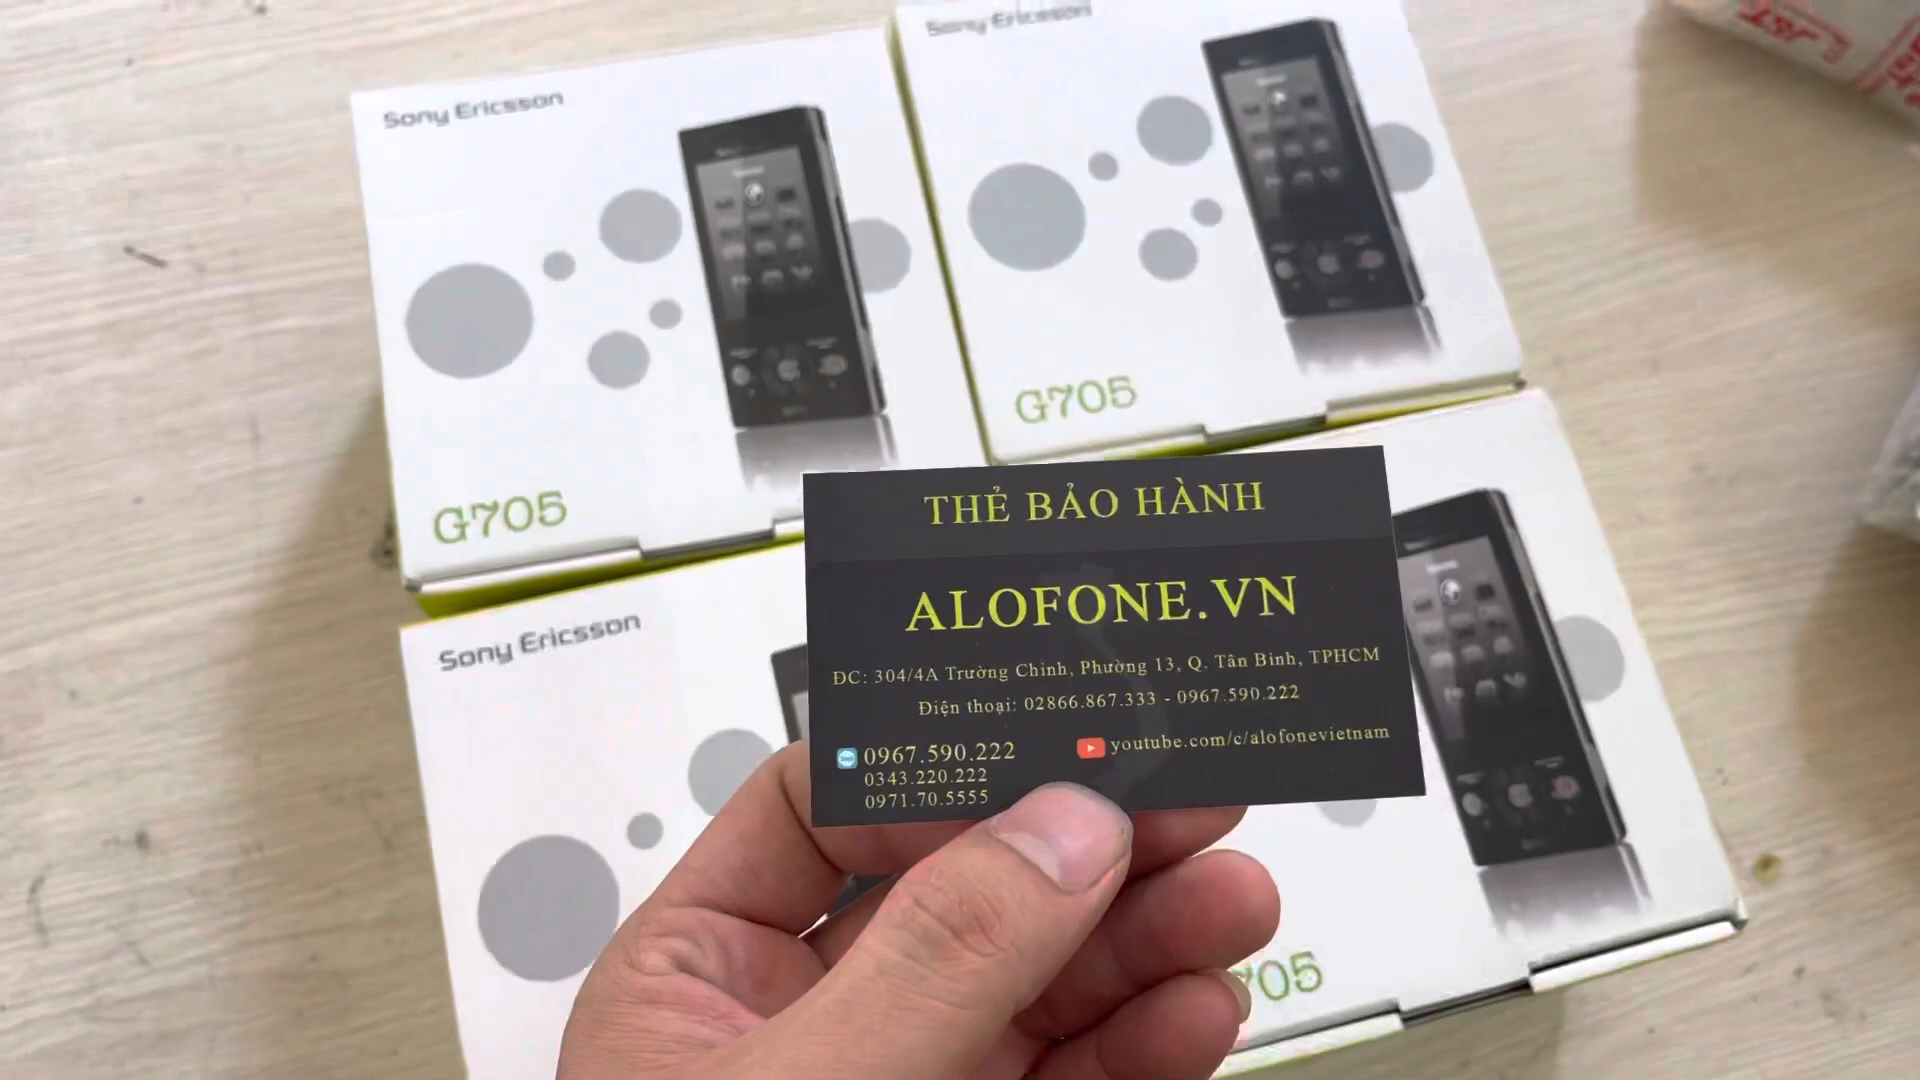 Sony Ericsson
Sony Ericsson
G705
G705
THẺ BẢO HÀNH
ALOFONE.VN
ĐC: 304/4A Trường Chinh, Phường 13, Q. Tân Bình, TPHCM
Điện thoại: 02866.867.333 - 0967.590.222
0967.590.222
youtube.com/c/alofonevietnam
0343.220.222
0971.70.5555
Sony Ericsson
705